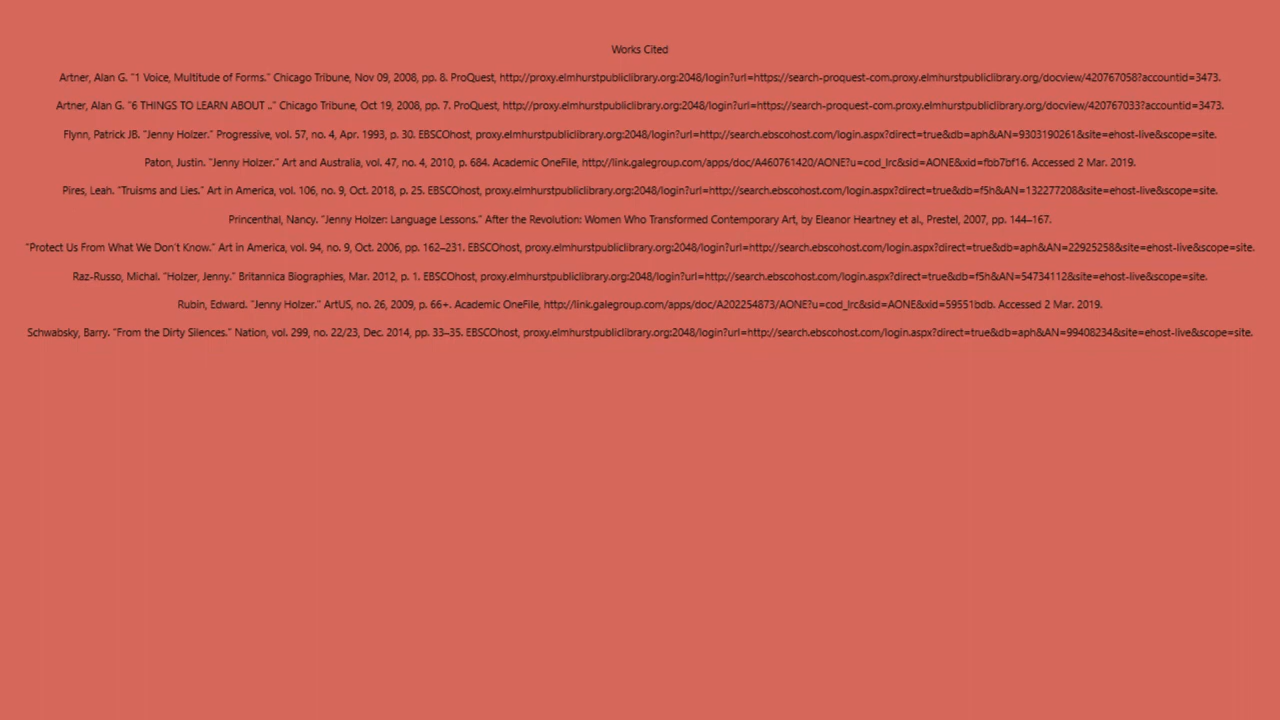 Works Cited
Artner, Alan G. "1 Voice, Multitude of Forms." Chicago Tribune, Nov 09, 2008, pp. 8. ProQuest, http://proxy.elmhurstpubliclibrary.org:2048/login?url=https://search-proquest-com.proxy.elmhurstpubliclibrary.org/docview/420767058?accountid=3473.
Artner, Alan G. "6 THINGS TO LEARN ABOUT .." Chicago Tribune, Oct 19, 2008, pp. 7. ProQuest, http://proxy.elmhurstpubliclibrary.org:2048/login?url=https://search-proquest-com.proxy.elmhurstpubliclibrary.org/docview/420767033?accountid=3473.
Flynn, Patrick JB. "Jenny Holzer." Progressive, vol. 57, no. 4, Apr. 1993, p. 30. EBSCOhost, proxy.elmhurstpubliclibrary.org:2048/login?url=http://search.ebscohost.com/login.aspx?direct=true&db=aph&AN=9303190261&site=ehost-live&scope=site.
Paton, Justin. "Jenny Holzer." Art and Australia, vol. 47, no. 4, 2010, p. 684. Academic OneFile, http://link.galegroup.com/apps/doc/A460761420/AONE?u=cod_lrc&sid=AONE&xid=fbb7bf16. Accessed 2 Mar. 2019.
Pires, Leah. "Truisms and Lies." Art in America, vol. 106, no. 9, Oct. 2018, p. 25. EBSCOhost, proxy.elmhurstpubliclibrary.org:2048/login?url=http://search.ebscohost.com/login.aspx?direct=true&db=f5h&AN=132277208&site=ehost-live&scope=site.
Princenthal, Nancy. "Jenny Holzer: Language Lessons." After the Revolution: Women Who Transformed Contemporary Art, by Eleanor Heartney et al., Prestel, 2007, pp. 144–167.
"Protect Us From What We Don't Know." Art in America, vol. 94, no. 9, Oct. 2006, pp. 162–231. EBSCOhost, proxy.elmhurstpubliclibrary.org:2048/login?url=http://search.ebscohost.com/login.aspx?direct=true&db=aph&AN=22925258&site=ehost-live&scope=site.
Raz-Russo, Michal. "Holzer, Jenny." Britannica Biographies, Mar. 2012, p. 1. EBSCOhost, proxy.elmhurstpubliclibrary.org:2048/login?url=http://search.ebscohost.com/login.aspx?direct=true&db=f5h&AN=54734112&site=ehost-live&scope=site.
Rubin, Edward. "Jenny Holzer." ArtUS, no. 26, 2009, p. 66+. Academic OneFile, http://link.galegroup.com/apps/doc/A202254873/AONE?u=cod_lrc&sid=AONE&xid=59551bdb. Accessed 2 Mar. 2019.
Schwabsky, Barry. "From the Dirty Silences." Nation, vol. 299, no. 22/23, Dec. 2014, pp. 33–35. EBSCOhost, proxy.elmhurstpubliclibrary.org:2048/login?url=http://search.ebscohost.com/login.aspx?direct=true&db=aph&AN=99408234&site=ehost-live&scope=site.